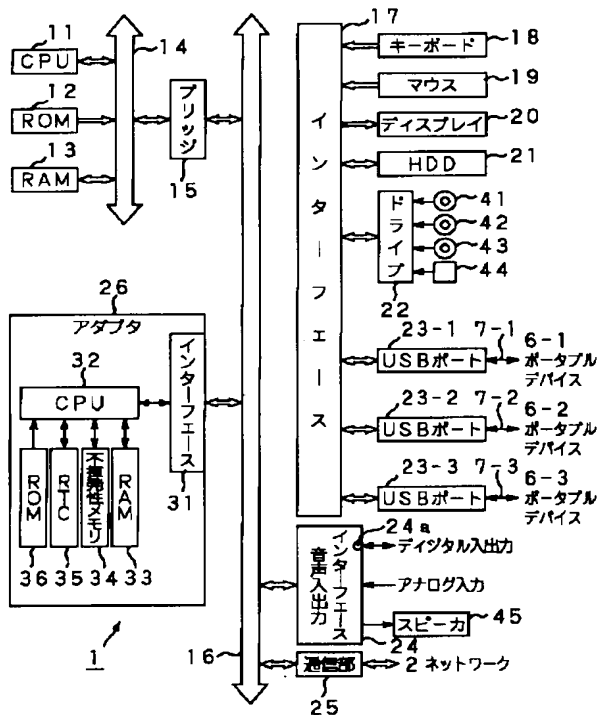 11
CPU
12
ROM
13
RAM
14
ブリッジ
15
17
インターフェース
キーボード
18
マウス
19
ディスプレイ
20
HDD
21
ドライブ
22
41
42
43
44
23-1
7-1
6-1
USBポート
ポータブル
デバイス
23-2
7-2
6-2
USBポート
ポータブル
デバイス
23-3
7-3
6-3
USBポート
ポータブル
デバイス
26
アダプタ
32
CPU
インターフェース
31
ROM
RTC
不揮発性メモリ
RAM
36
35
34
33
24a
音声入出力
インターフェース
ディジタル入出力
アナログ入力
スピーカ
45
24
1
16
通信部
25
2 ネットワーク